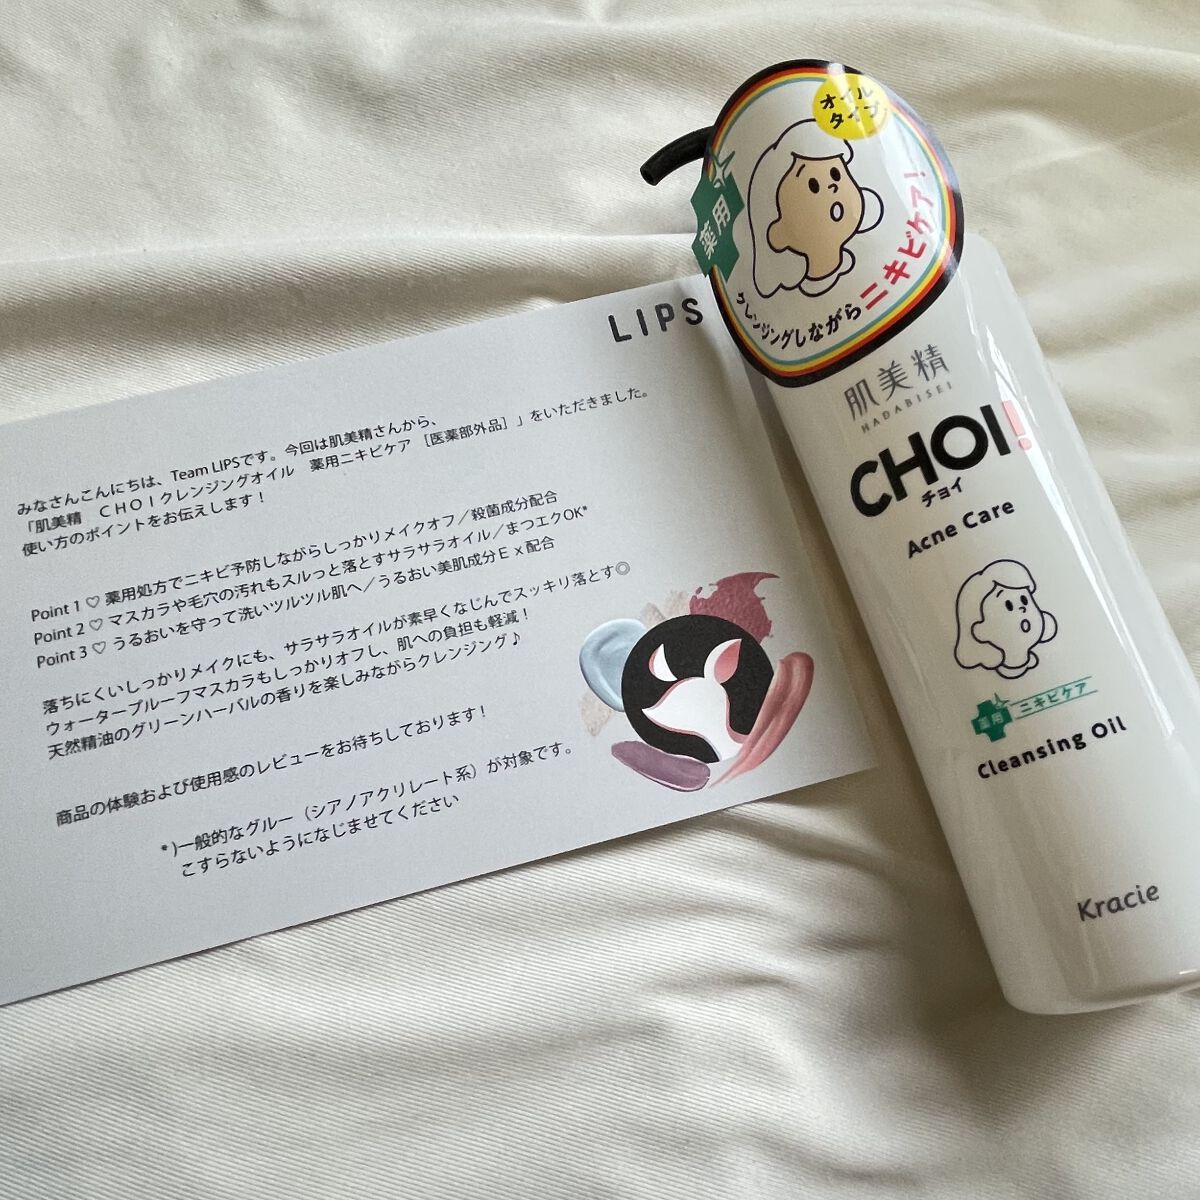 LIPS
みなさんこんにちは、Team LIPSです。今回は肌美精さんから、
「肌美精　CHOIクレンジングオイル　薬用ニキビケア　[医薬部外品]」をいただきました。
使い方のポイントをお伝えします！
Point 1 ♡ 薬用処方でニキビ予防しながらしっかりメイクオフ／殺菌成分配合
Point 2 ♡ マスカラや毛穴の汚れもスルっと落とすサラサラオイル／まつエクOK*
Point 3 ♡ うるおいを守って洗いツルツル肌へ／うるおい美肌成分Ex配合
落ちにくいしっかりメイクにも、サラサラオイルが素早くなじんでスッキリ落とす◎
ウォータープルーフマスカラもしっかりオフし、肌への負担も軽減！
天然精油のグリーンハーバルの香りを楽しみながらクレンジング♪
商品の体験および使用感のレビューをお待ちしております！
*)一般的なグルー（シアノアクリレート系）が対象です。
こすらないようになじませてください
オイル
タイプ
薬用
クレンジングしながらニキビケア！
肌美精
HADABISEI
CHOI!
チョイ
Acne Care
薬用 ニキビケア
Cleansing Oil
Kracie